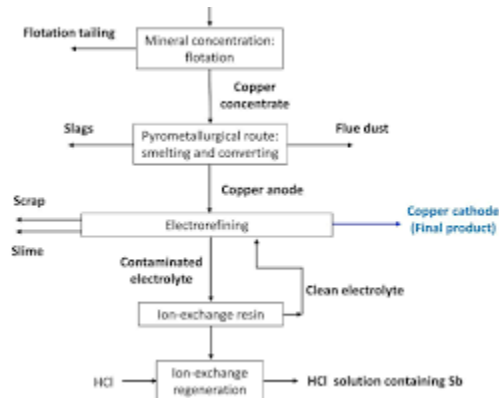 Flotation tailing
Mineral concentration:
flotation
Copper
concentrate
Slags
Pyrometallurgical route:
smelting and converting
Flue dust
Copper anode
Scrap
Electrorefining
Copper cathode
(Final product)
Slime
Contaminated
electrolyte
Clean electrolyte
Ion-exchange resin
HCl
Ion-exchange
regeneration
HCl solution containing Sb